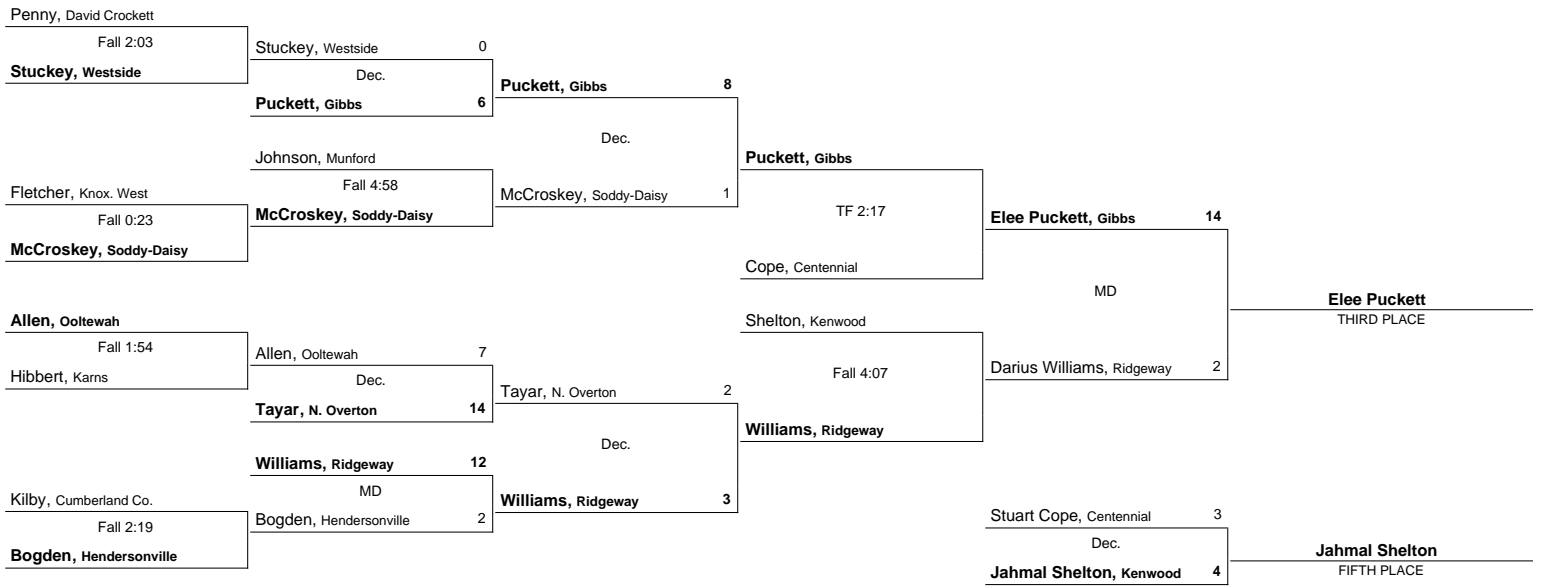 Penny, David Crockett
Fall 2:03
Stuckey, Westside
Fletcher, Knox. West
Fall 0:23
McCroskey, Soddy-Daisy
Allen, Ooltewah
Fall 1:54
Hibbert, Karns
Kilby, Cumberland Co.
Fall 2:19
Bogden, Hendersonville
Stuckey, Westside 0
Dec.
Puckett, Gibbs 6
Johnson, Munford
Fall 4:58
McCroskey, Soddy-Daisy
Allen, Ooltewah 7
Dec.
Tayar, N. Overton 14
Williams, Ridgeway 12
MD
Bogden, Hendersonville 2
Puckett, Gibbs 8
Dec.
McCroskey, Soddy-Daisy 1
Tayar, N. Overton 2
Dec.
Williams, Ridgeway 3
Puckett, Gibbs
TF 2:17
Cope, Centennial
Shelton, Kenwood
Fall 4:07
Williams, Ridgeway
Elee Puckett, Gibbs 14
MD
Darius Williams, Ridgeway 2
Elee Puckett
THIRD PLACE
Stuart Cope, Centennial 3
Dec.
Jahmal Shelton, Kenwood 4
Jahmal Shelton
FIFTH PLACE